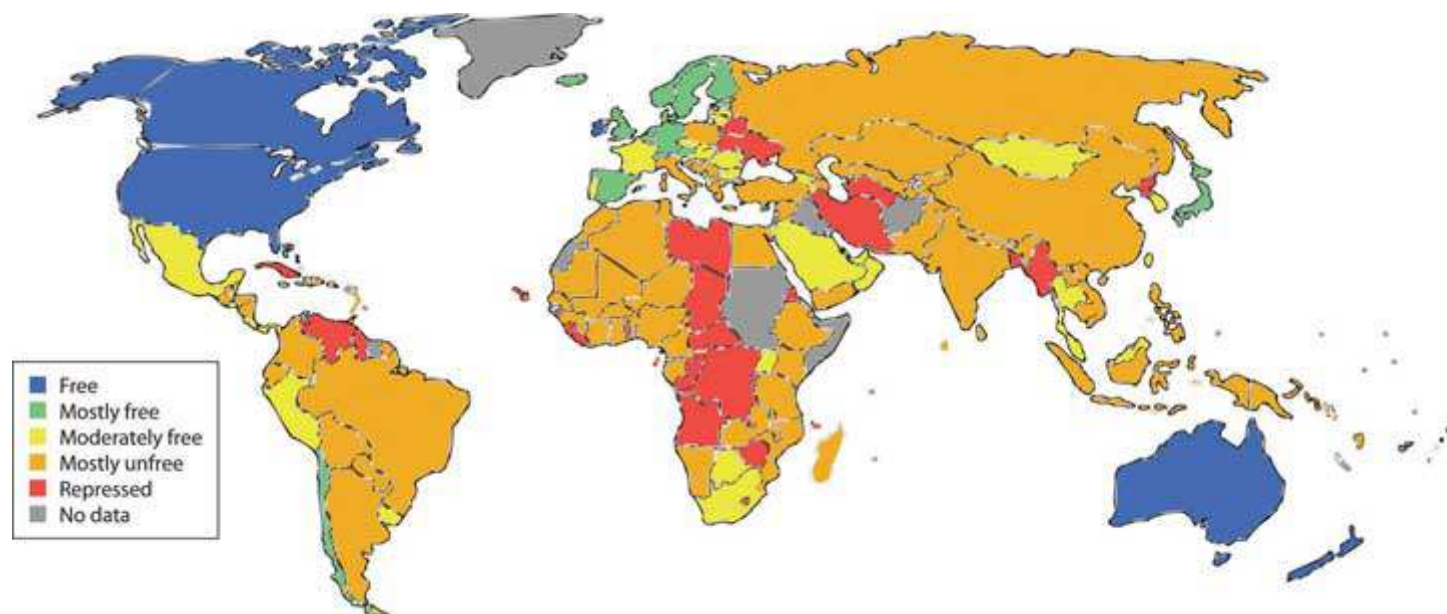 Free
Mostly free
Moderately free
Mostly unfree
Repressed
No data